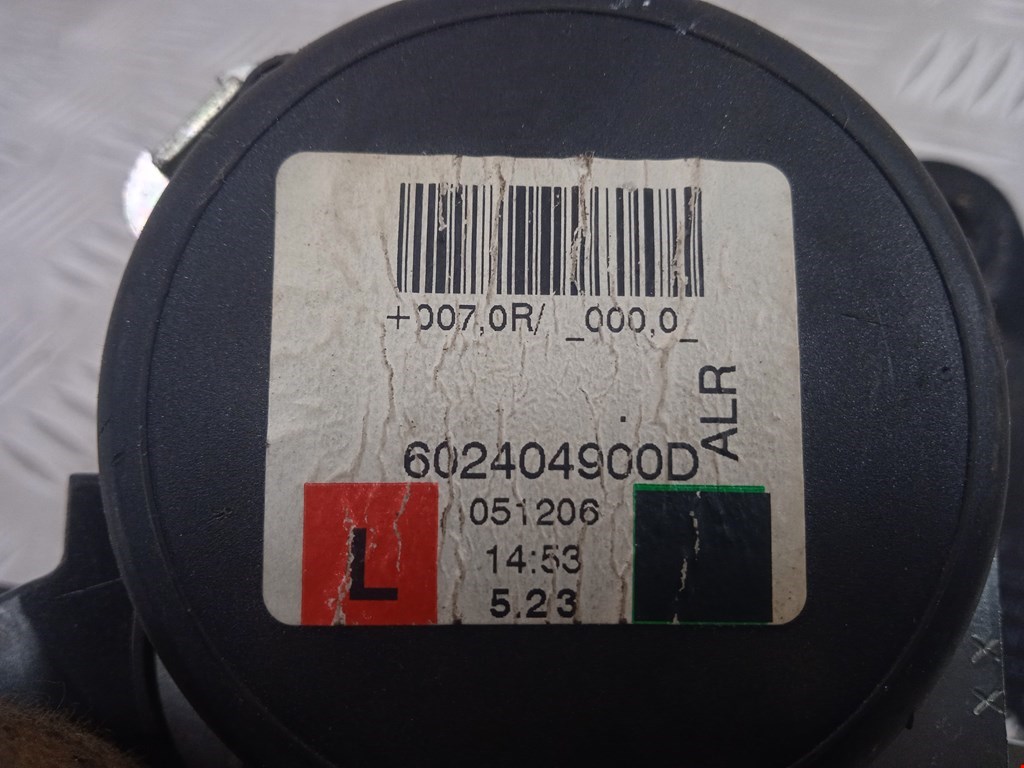 +007,0R/ _000,0_
ALR
602404900D
051206
14:53
5.23
L